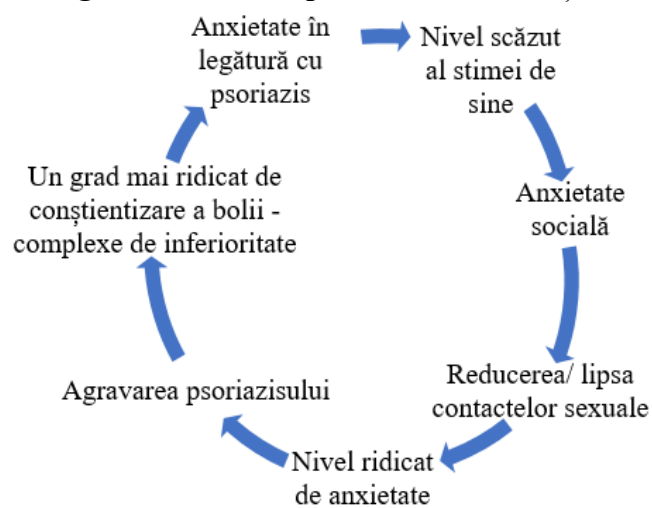 Anxietate în
legătură cu
psoriazis
Nivel scăzut
al stimei de
sine
Anxietate
socială
Reducerea/ lipsa
contactelor sexuale
Nivel ridicat
de anxietate
Agravarea psoriazisului
Un grad mai ridicat de
conștientizare a bolii -
complexe de inferioritate